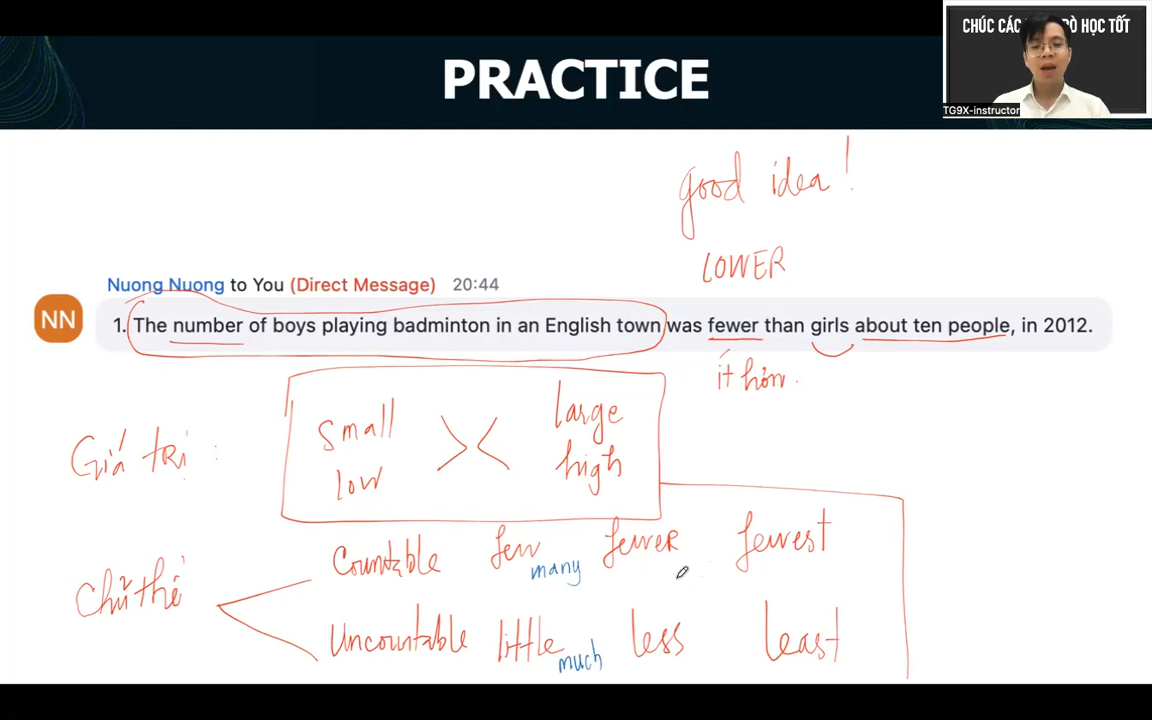 CHÚC CÁC DÒ HỌC TỐT
TG9X-instructor
PRACTICE
good idea!
LOWER
Nuong Nuong to You (Direct Message) 20:44
NN
1. The number of boys playing badminton in an English town was fewer than girls about ten people, in 2012.
ít hơn.
Giá trị :
small large
low high
Chủ thể
Countable few many fewer fewest
Uncountable little much less least